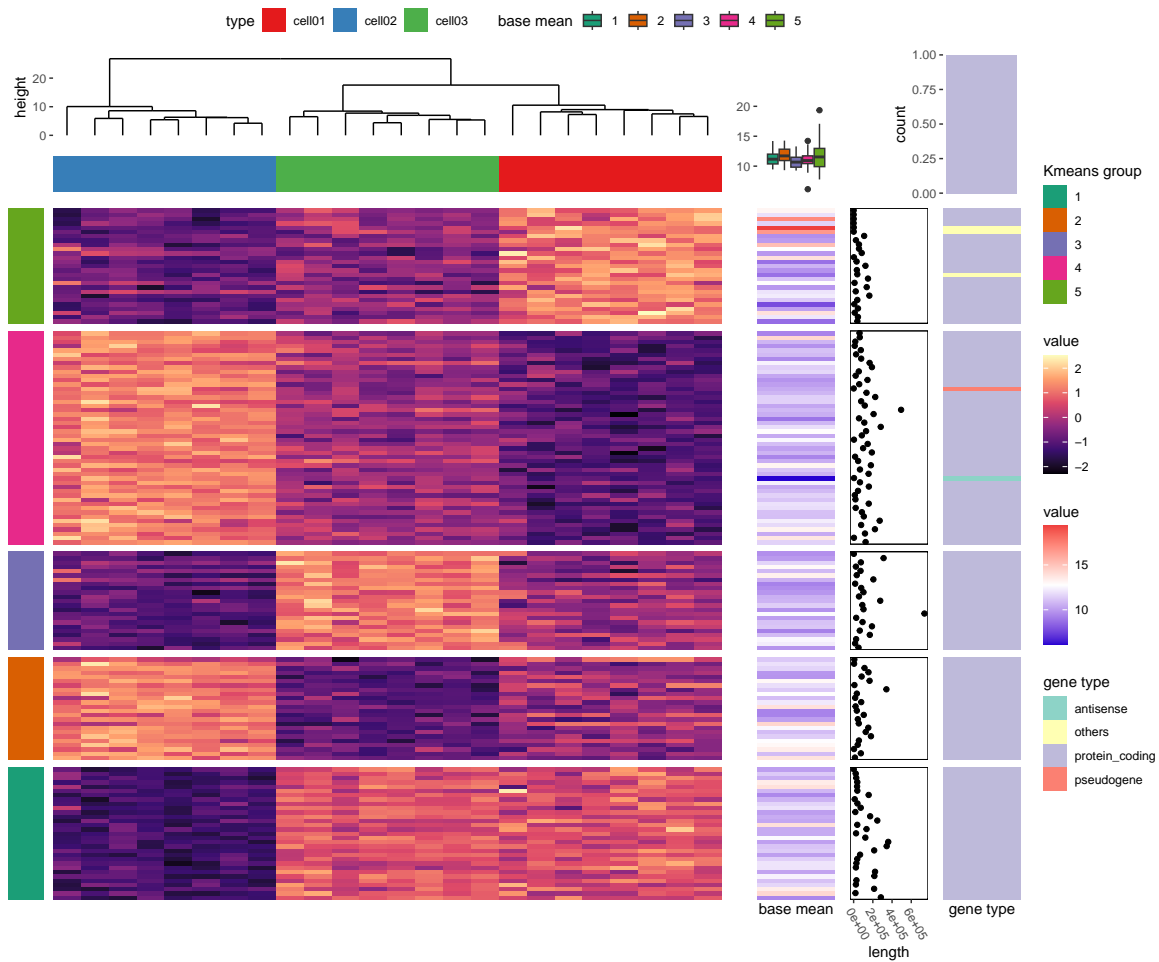 type cell01 cell02 cell03 base mean 1 2 3 4 5
height
20
10
0
20
15
10
count
1.00
0.75
0.50
0.25
0.00
Kmeans group
1
2
3
4
5
value
2
1
0
−1
−2
value
15
10
gene type
antisense
others
protein_coding
pseudogene
base mean
0e+00
2e+05
4e+05
6e+05
length
gene type